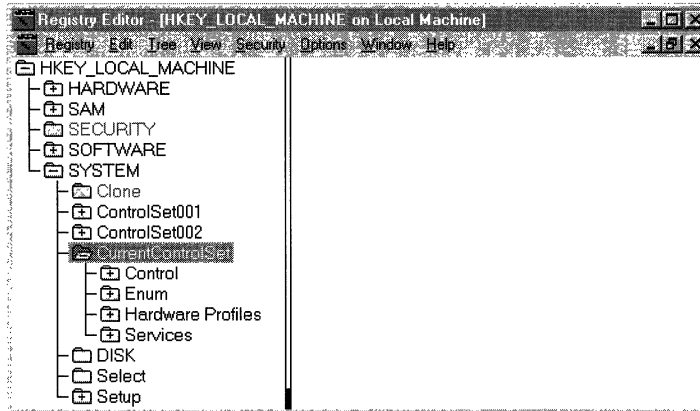 Registry Editor - [HKEY_LOCAL_MACHINE on Local Machine]
Registry Edit Tree View Security Options Window Help
HKEY_LOCAL_MACHINE
HARDWARE
SAM
SECURITY
SOFTWARE
SYSTEM
Clone
ControlSet001
ControlSet002
CurrentControlSet
Control
Enum
Hardware Profiles
Services
DISK
Select
Setup